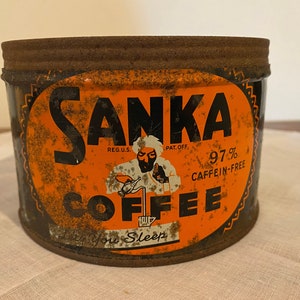 SANKA
REG.U.S. PAT.OFF.
97%
CAFFEIN-FREE
COFFEE
You Sleep